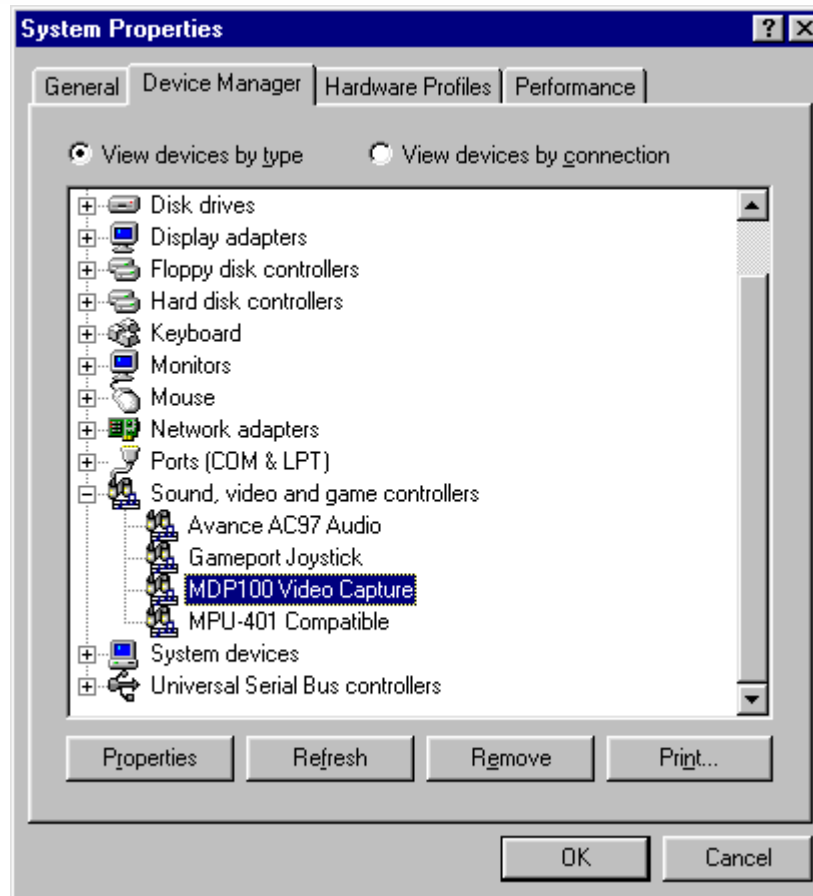 System Properties
General Device Manager Hardware Profiles Performance
View devices by type View devices by connection
Disk drives
Display adapters
Floppy disk controllers
Hard disk controllers
Keyboard
Monitors
Mouse
Network adapters
Ports (COM & LPT)
Sound, video and game controllers
Avance AC97 Audio
Gameport Joystick
MDP100 Video Capture
MPU-401 Compatible
System devices
Universal Serial Bus controllers
Properties Refresh Remove Print...
OK Cancel